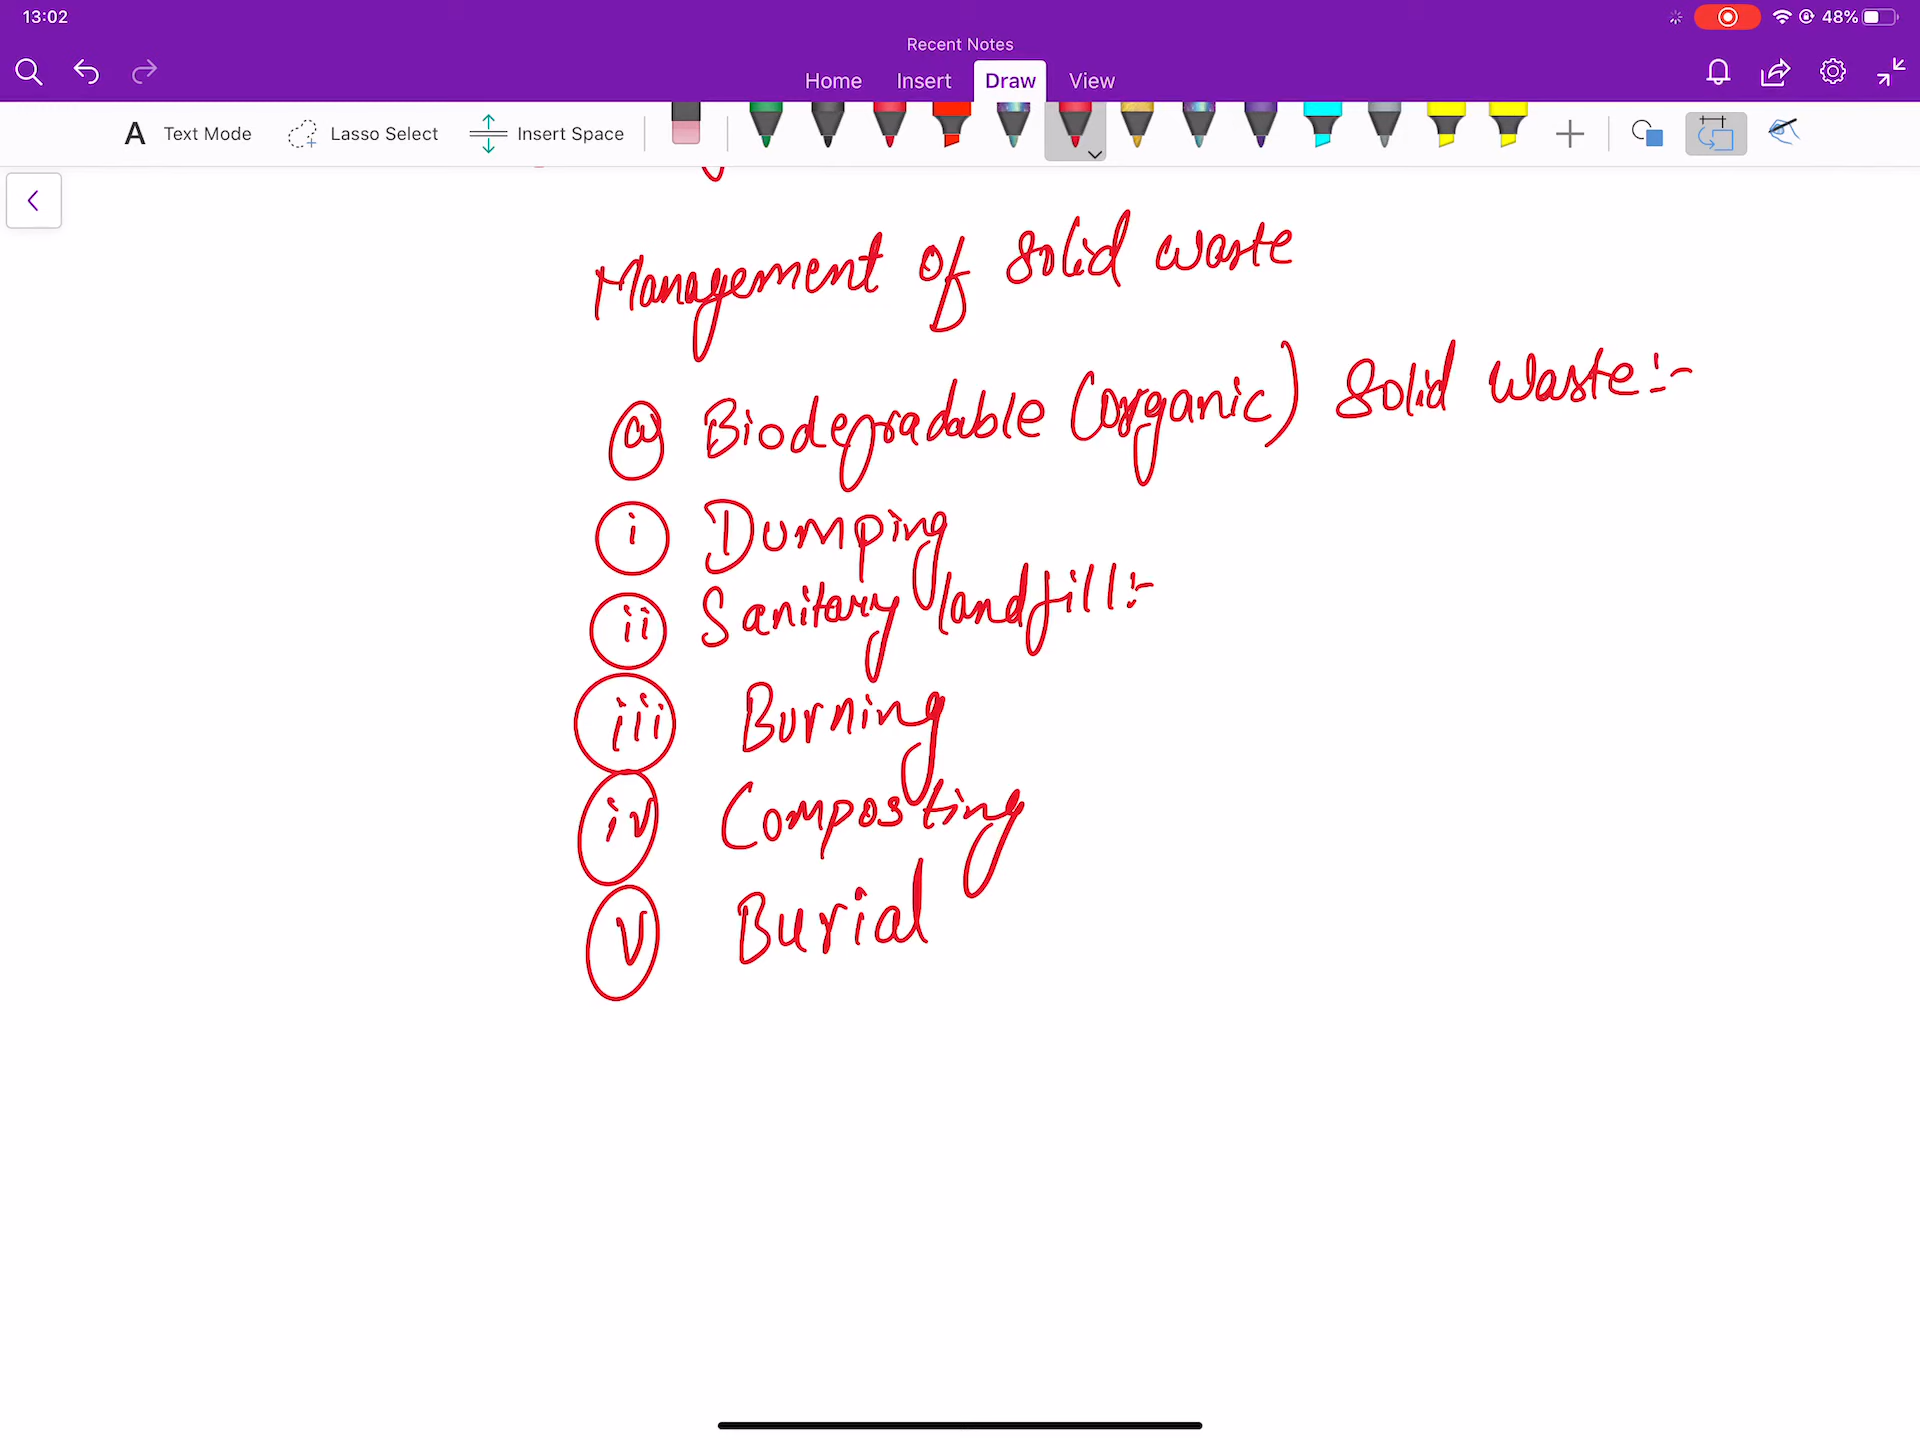 13:02
48%
Recent Notes
Home Insert Draw View
A Text Mode Lasso Select Insert Space
Management of solid waste
(a) Biodegradable (organic) solid waste:-
(i) Dumping
(ii) Sanitary landfill:-
(iii) Burning
(iv) Composting
(v) Burial